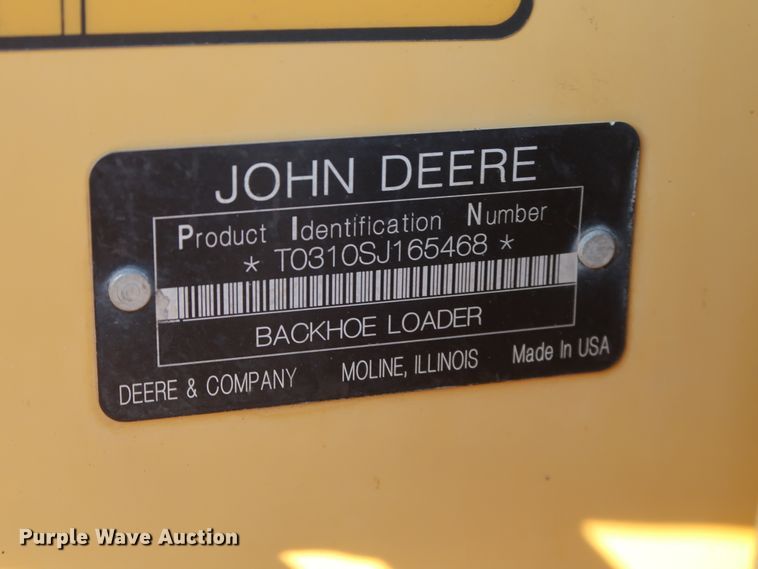 JOHN DEERE
Product Identification Number
* T0310SJ165468 *
BACKHOE LOADER
DEERE & COMPANY MOLINE, ILLINOIS Made In USA
Purple Wave Auction